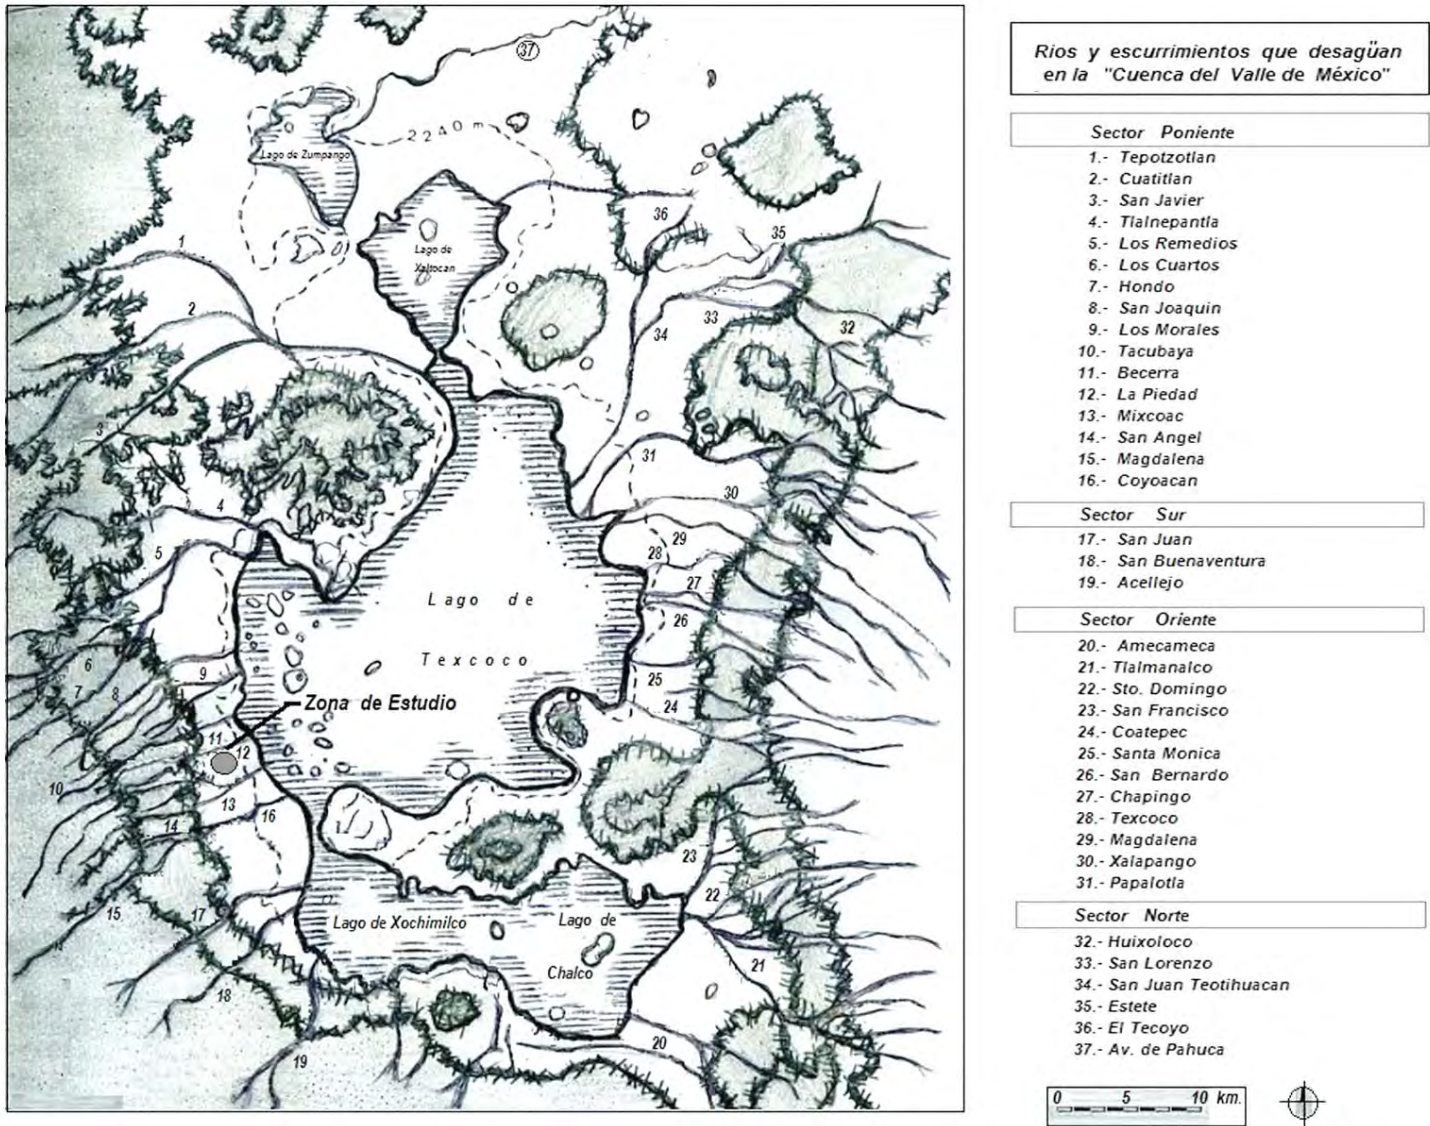 37
2240 m
Lago de Zumpango
36
1
Lago de
Xaltocan
35
2
34
33
32
3
31
30
4
5
29
28
27
Lago de
26
Texcoco
6
9
7
8
25
24
Zona de Estudio
11
12
10
13
16
14
23
22
15
17
Lago de Xochimilco
Lago de
Chalco
21
18
20
19
Rios y escurrimientos que desagüan
en la "Cuenca del Valle de México"
Sector Poniente
1.- Tepotzotlan
2.- Cuatitlan
3.- San Javier
4.- Tlalnepantla
5.- Los Remedios
6.- Los Cuartos
7.- Hondo
8.- San Joaquin
9.- Los Morales
10.- Tacubaya
11.- Becerra
12.- La Piedad
13.- Mixcoac
14.- San Angel
15.- Magdalena
16.- Coyoacan
Sector Sur
17.- San Juan
18.- San Buenaventura
19.- Acellejo
Sector Oriente
20.- Amecameca
21.- Tlalmanalco
22.- Sto. Domingo
23.- San Francisco
24.- Coatepec
25.- Santa Monica
26.- San Bernardo
27.- Chapingo
28.- Texcoco
29.- Magdalena
30.- Xalapango
31.- Papalotla
Sector Norte
32.- Huixoloco
33.- San Lorenzo
34.- San Juan Teotihuacan
35.- Estete
36.- El Tecoyo
37.- Av. de Pahuca
0 5 10 km.